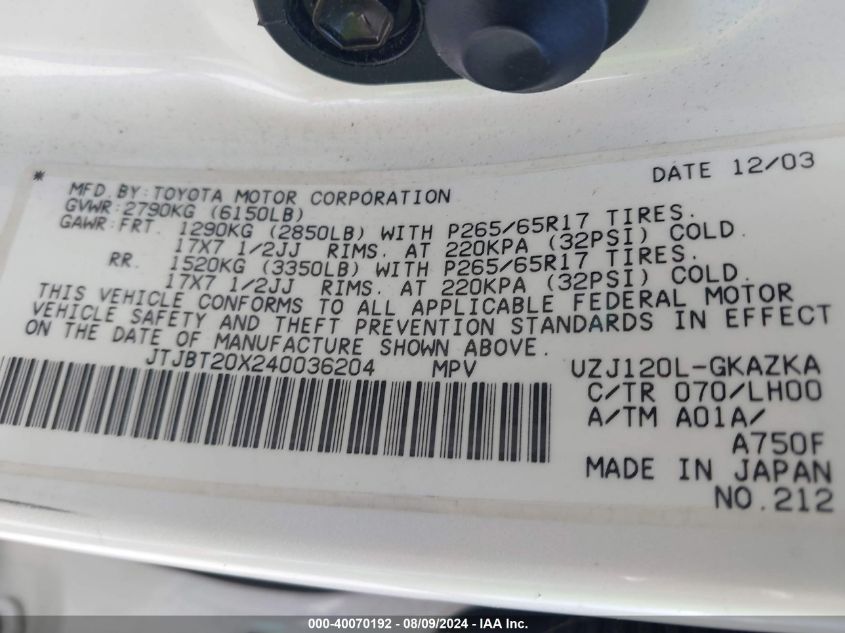 * MFD. BY: TOYOTA MOTOR CORPORATION DATE 12/03
GVWR: 2790KG (6150LB)
GAWR: FRT. 1290KG (2850LB) WITH P265/65R17 TIRES.
17X7 1/2JJ RIMS. AT 220KPA (32PSI) COLD.
RR. 1520KG (3350LB) WITH P265/65R17 TIRES.
17X7 1/2JJ RIMS. AT 220KPA (32PSI) COLD.
THIS VEHICLE CONFORMS TO ALL APPLICABLE FEDERAL MOTOR
VEHICLE SAFETY AND THEFT PREVENTION STANDARDS IN EFFECT
ON THE DATE OF MANUFACTURE SHOWN ABOVE.
JTJBT20X240036204 MPV UZJ120L-GKAZKA
C/TR 070/LH00
A/TM A01A/
A750F
MADE IN JAPAN
NO.212
000-40070192 - 08/09/2024 - IAA Inc.